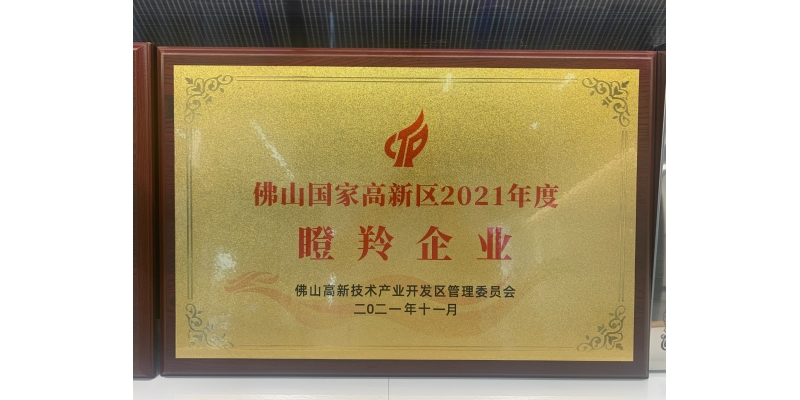 CTP
佛山国家高新区2021年度
瞪羚企业
佛山高新技术产业开发区管理委员会
二〇二一年十一月